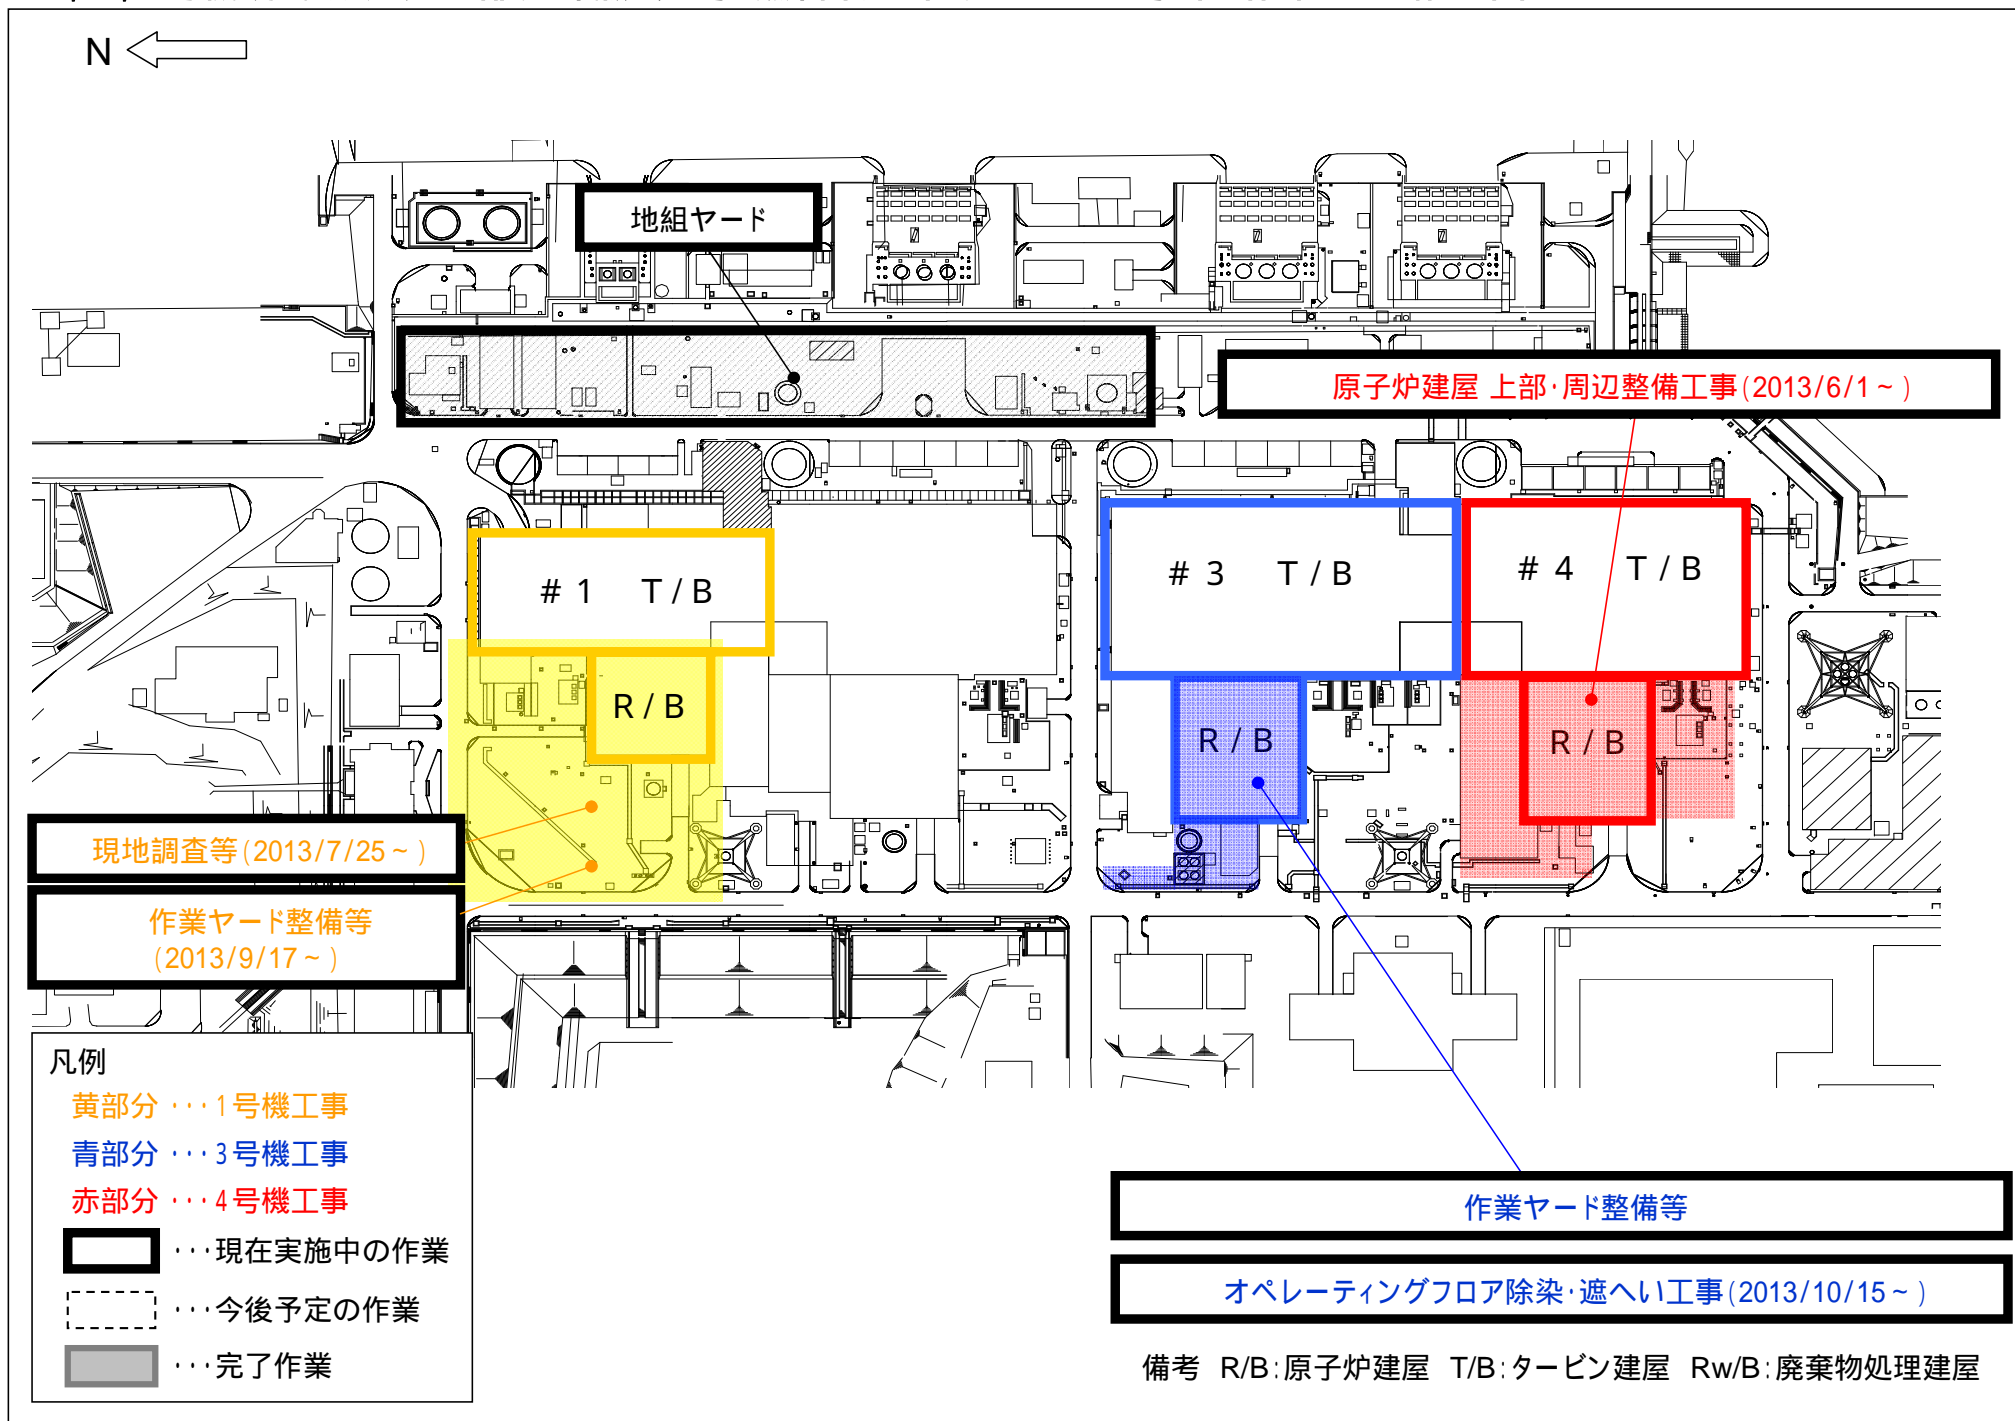 N
地組ヤード
原子炉建屋 上部・周辺整備工事(2013/6/1～)
#1 T/B
#3 T/B
#4 T/B
R/B
R/B
R/B
現地調査等(2013/7/25～)
作業ヤード整備等
(2013/9/17～)
凡例
黄部分 ･･･1号機工事
青部分 ･･･3号機工事
赤部分 ･･･4号機工事
･･･現在実施中の作業
･･･今後予定の作業
･･･完了作業
作業ヤード整備等
オペレーティングフロア除染・遮へい工事(2013/10/15～)
備考 R/B:原子炉建屋 T/B:タービン建屋 Rw/B:廃棄物処理建屋